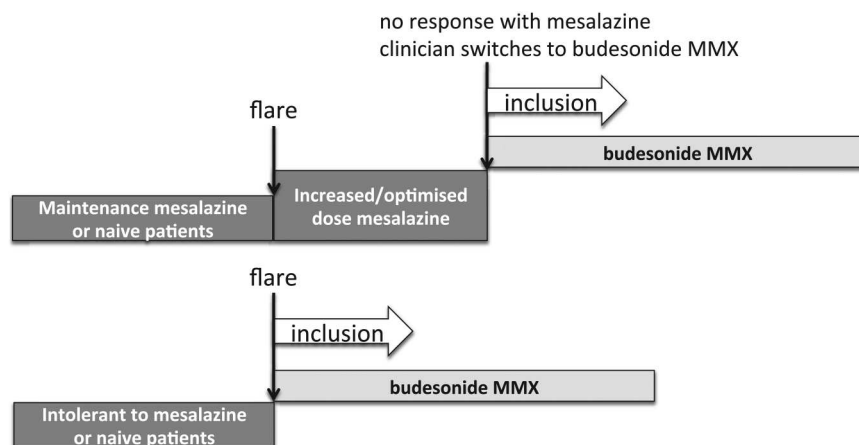 no response with mesalazine
clinician switches to budesonide MMX
inclusion
flare
budesonide MMX
Increased/optimised
dose mesalazine
Maintenance mesalazine
or naive patients
flare
inclusion
budesonide MMX
Intolerant to mesalazine
or naive patients